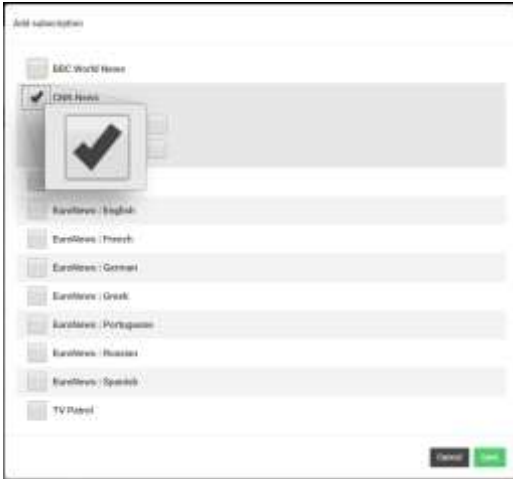 Add subscription
BBC World News
CNN News
EuroNews : English
EuroNews : French
EuroNews : German
EuroNews : Greek
EuroNews : Portuguese
EuroNews : Russian
EuroNews : Spanish
TV Patrol
Cancel Save